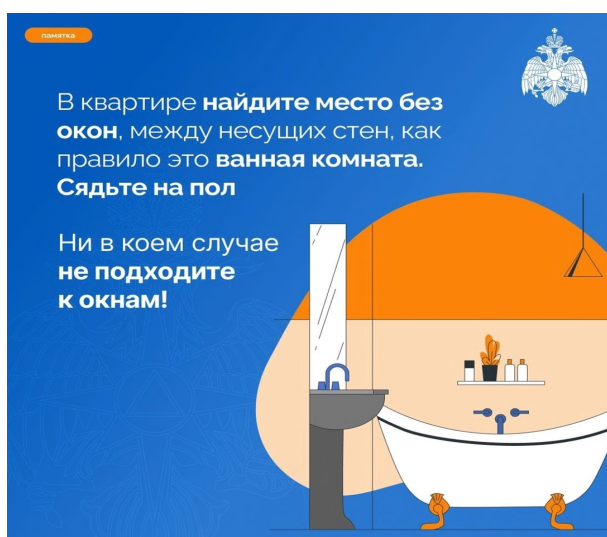 памятка
В квартире найдите место без
окон, между несущих стен, как
правило это ванная комната.
Сядьте на пол
Ни в коем случае
не подходите
к окнам!